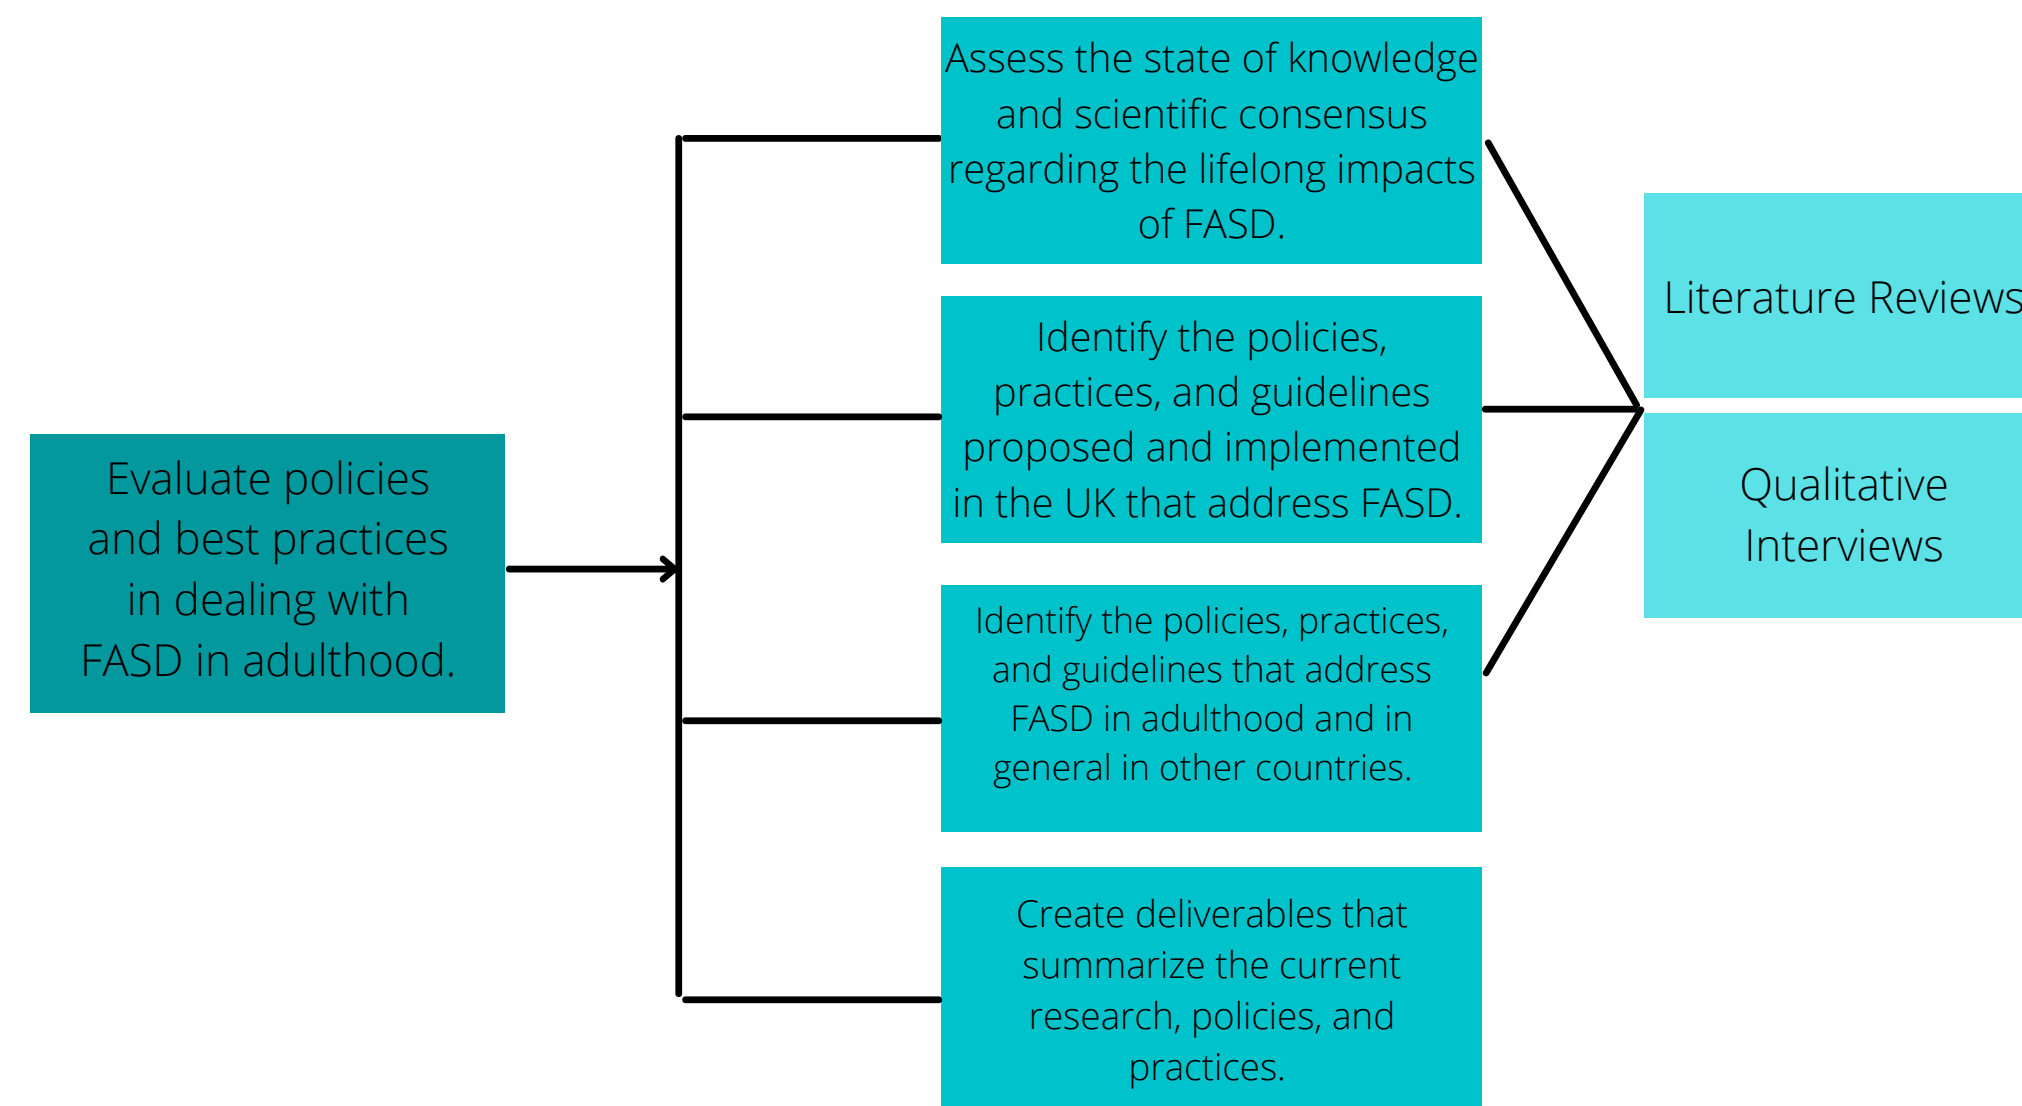 Evaluate policies
and best practices
in dealing with
FASD in adulthood.
Assess the state of knowledge
and scientific consensus
regarding the lifelong impacts
of FASD.
Identify the policies,
practices, and guidelines
proposed and implemented
in the UK that address FASD.
Identify the policies, practices,
and guidelines that address
FASD in adulthood and in
general in other countries.
Create deliverables that
summarize the current
research, policies, and
practices.
Literature Reviews
Qualitative
Interviews